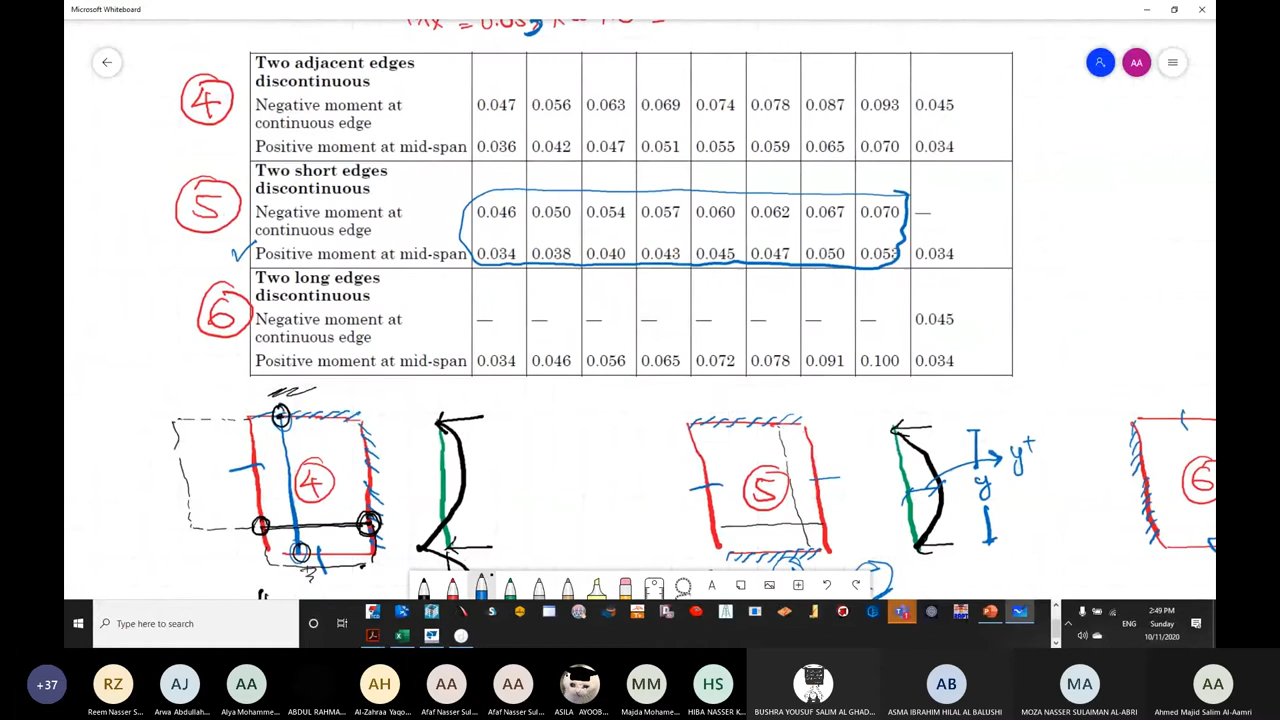 Microsoft Whiteboard
④
Two adjacent edges
discontinuous
Negative moment at 0.047 0.056 0.063 0.069 0.074 0.078 0.087 0.093 0.045
continuous edge
Positive moment at mid-span 0.036 0.042 0.047 0.051 0.055 0.059 0.065 0.070 0.034
⑤
Two short edges
discontinuous
Negative moment at 0.046 0.050 0.054 0.057 0.060 0.062 0.067 0.070 —
continuous edge
Positive moment at mid-span 0.034 0.038 0.040 0.043 0.045 0.047 0.050 0.053 0.034
⑥
Two long edges
discontinuous
Negative moment at — — — — — — — — 0.045
continuous edge
Positive moment at mid-span 0.034 0.046 0.056 0.065 0.072 0.078 0.091 0.100 0.034
④
⑤
y
y+
6
AA
A
Type here to search
ENG
2:49 PM
Sunday
10/11/2020
+37
RZ
AJ
AA
AH
AA
AA
MM
HS
AB
MA
AA
Reem Nasser S...
Arwa Abdullah...
Alya Mohamme...
ABDUL RAHMA...
Al-Zahraa Yaqo...
Afaf Nasser Sul...
Afaf Nasser Sul...
ASILA AYOOB...
Majda Mohame...
HIBA NASSER K...
BUSHRA YOUSUF SALIM AL GHAD...
ASMA IBRAHIM HILAL AL BALUSHI
MOZA NASSER SULAIMAN AL-ABRI
Ahmed Majid Salim Al-Aamri